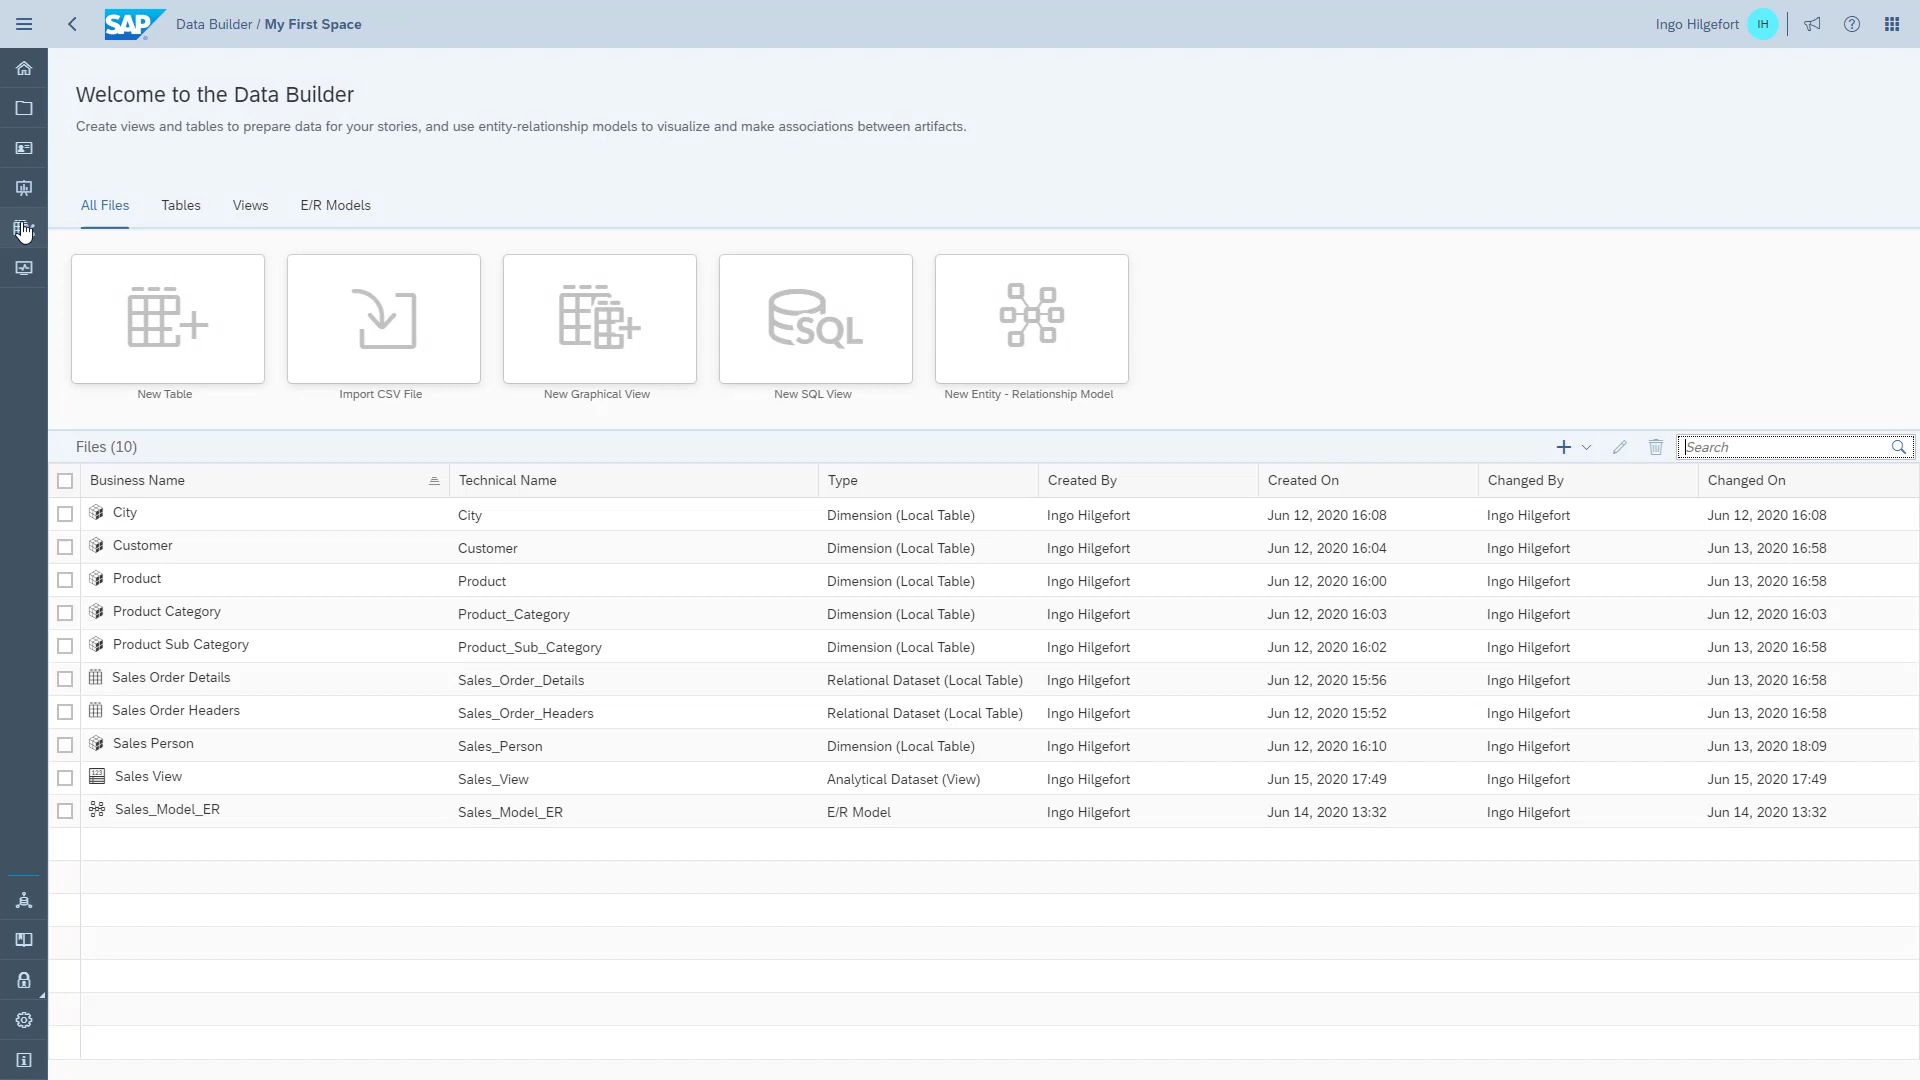 SAP Data Builder / My First Space Ingo Hilgefort IH
Welcome to the Data Builder
Create views and tables to prepare data for your stories, and use entity-relationship models to visualize and make associations between artifacts.
All Files Tables Views E/R Models
SQL
New Table Import CSV File New Graphical View New SQL View New Entity - Relationship Model
Files (10) Search
Business Name Technical Name Type Created By Created On Changed By Changed On
City City Dimension (Local Table) Ingo Hilgefort Jun 12, 2020 16:08 Ingo Hilgefort Jun 12, 2020 16:08
Customer Customer Dimension (Local Table) Ingo Hilgefort Jun 12, 2020 16:04 Ingo Hilgefort Jun 13, 2020 16:58
Product Product Dimension (Local Table) Ingo Hilgefort Jun 12, 2020 16:00 Ingo Hilgefort Jun 13, 2020 16:58
Product Category Product_Category Dimension (Local Table) Ingo Hilgefort Jun 12, 2020 16:03 Ingo Hilgefort Jun 12, 2020 16:03
Product Sub Category Product_Sub_Category Dimension (Local Table) Ingo Hilgefort Jun 12, 2020 16:02 Ingo Hilgefort Jun 13, 2020 16:58
Sales Order Details Sales_Order_Details Relational Dataset (Local Table) Ingo Hilgefort Jun 12, 2020 15:56 Ingo Hilgefort Jun 13, 2020 16:58
Sales Order Headers Sales_Order_Headers Relational Dataset (Local Table) Ingo Hilgefort Jun 12, 2020 15:52 Ingo Hilgefort Jun 13, 2020 16:58
Sales Person Sales_Person Dimension (Local Table) Ingo Hilgefort Jun 12, 2020 16:10 Ingo Hilgefort Jun 13, 2020 18:09
Sales View Sales_View Analytical Dataset (View) Ingo Hilgefort Jun 15, 2020 17:49 Ingo Hilgefort Jun 15, 2020 17:49
Sales_Model_ER Sales_Model_ER E/R Model Ingo Hilgefort Jun 14, 2020 13:32 Ingo Hilgefort Jun 14, 2020 13:32